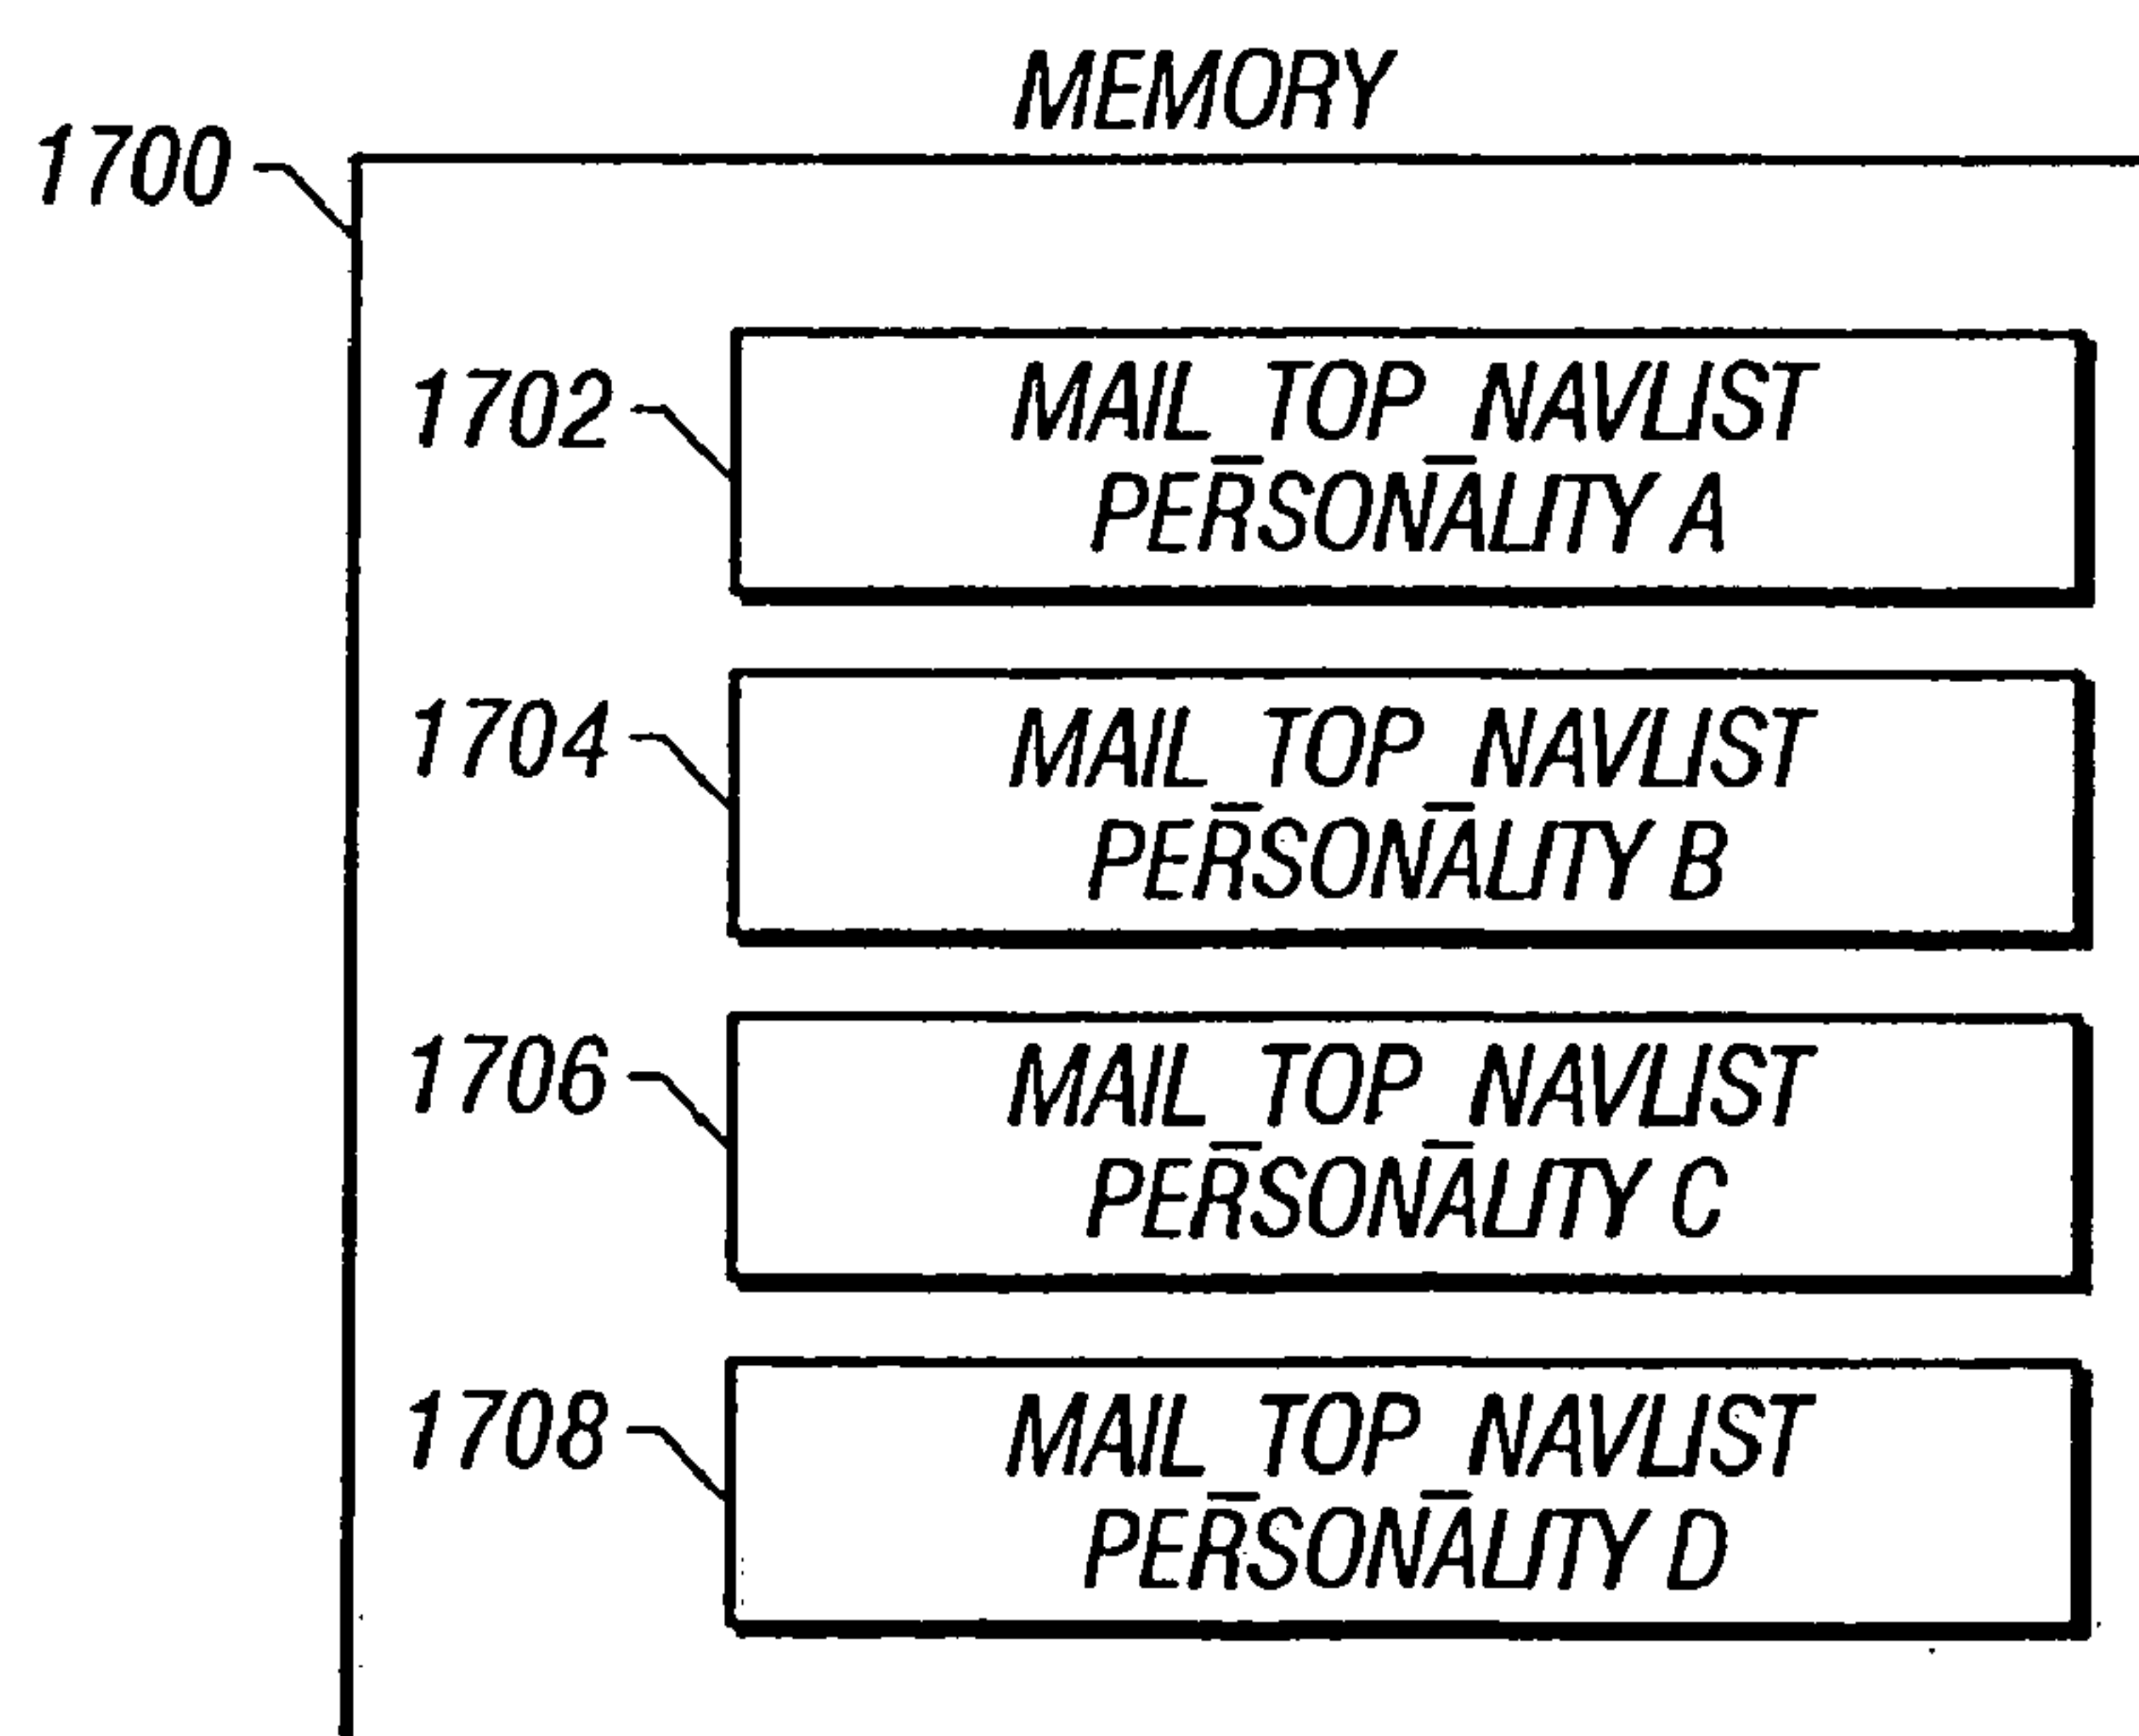 MEMORY
1700
1702
MAIL_TOP_NAVLIST
PERSONALITY A
1704
MAIL_TOP_NAVLIST
PERSONALITY B
1706
MAIL_TOP_NAVLIST
PERSONALITY C
1708
MAIL_TOP_NAVLIST
PERSONALITY D